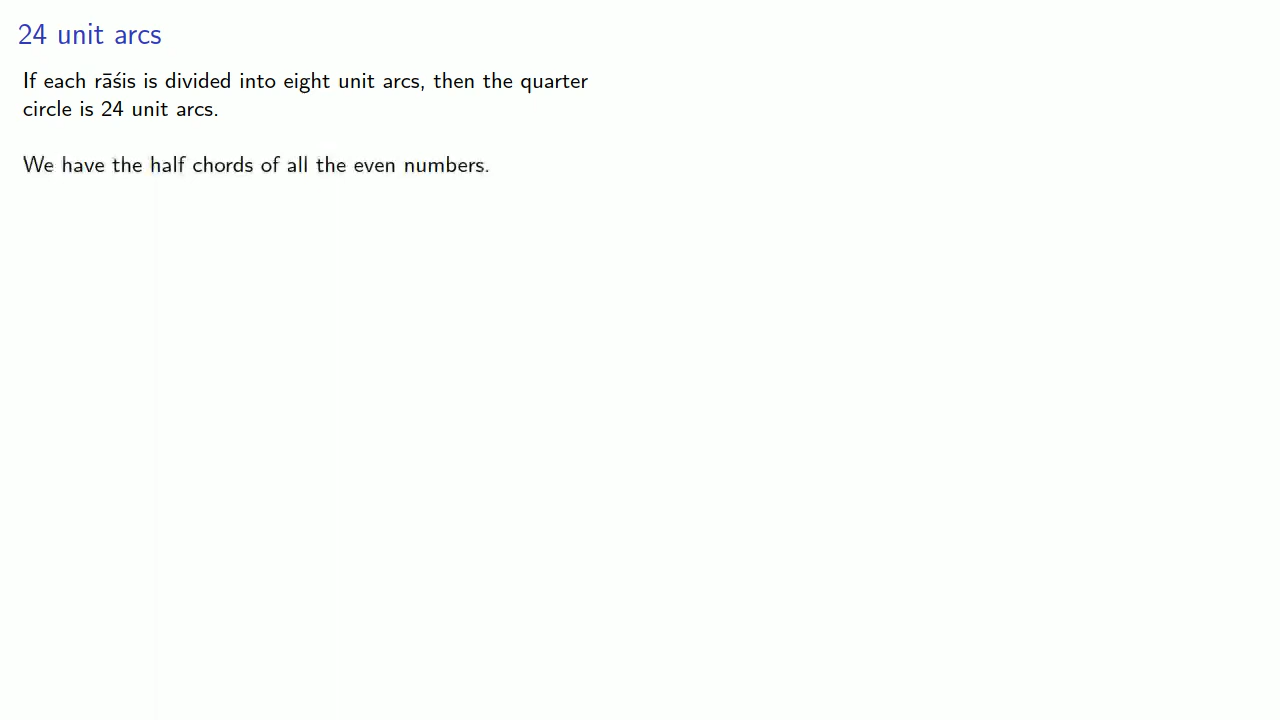 24 unit arcs
If each rāśis is divided into eight unit arcs, then the quarter
circle is 24 unit arcs.
We have the half chords of all the even numbers.